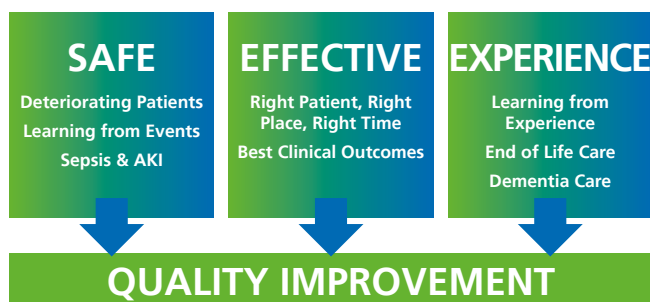 SAFE
Deteriorating Patients
Learning from Events
Sepsis & AKI
EFFECTIVE
Right Patient, Right
Place, Right Time
Best Clinical Outcomes
EXPERIENCE
Learning from
Experience
End of Life Care
Dementia Care
QUALITY IMPROVEMENT